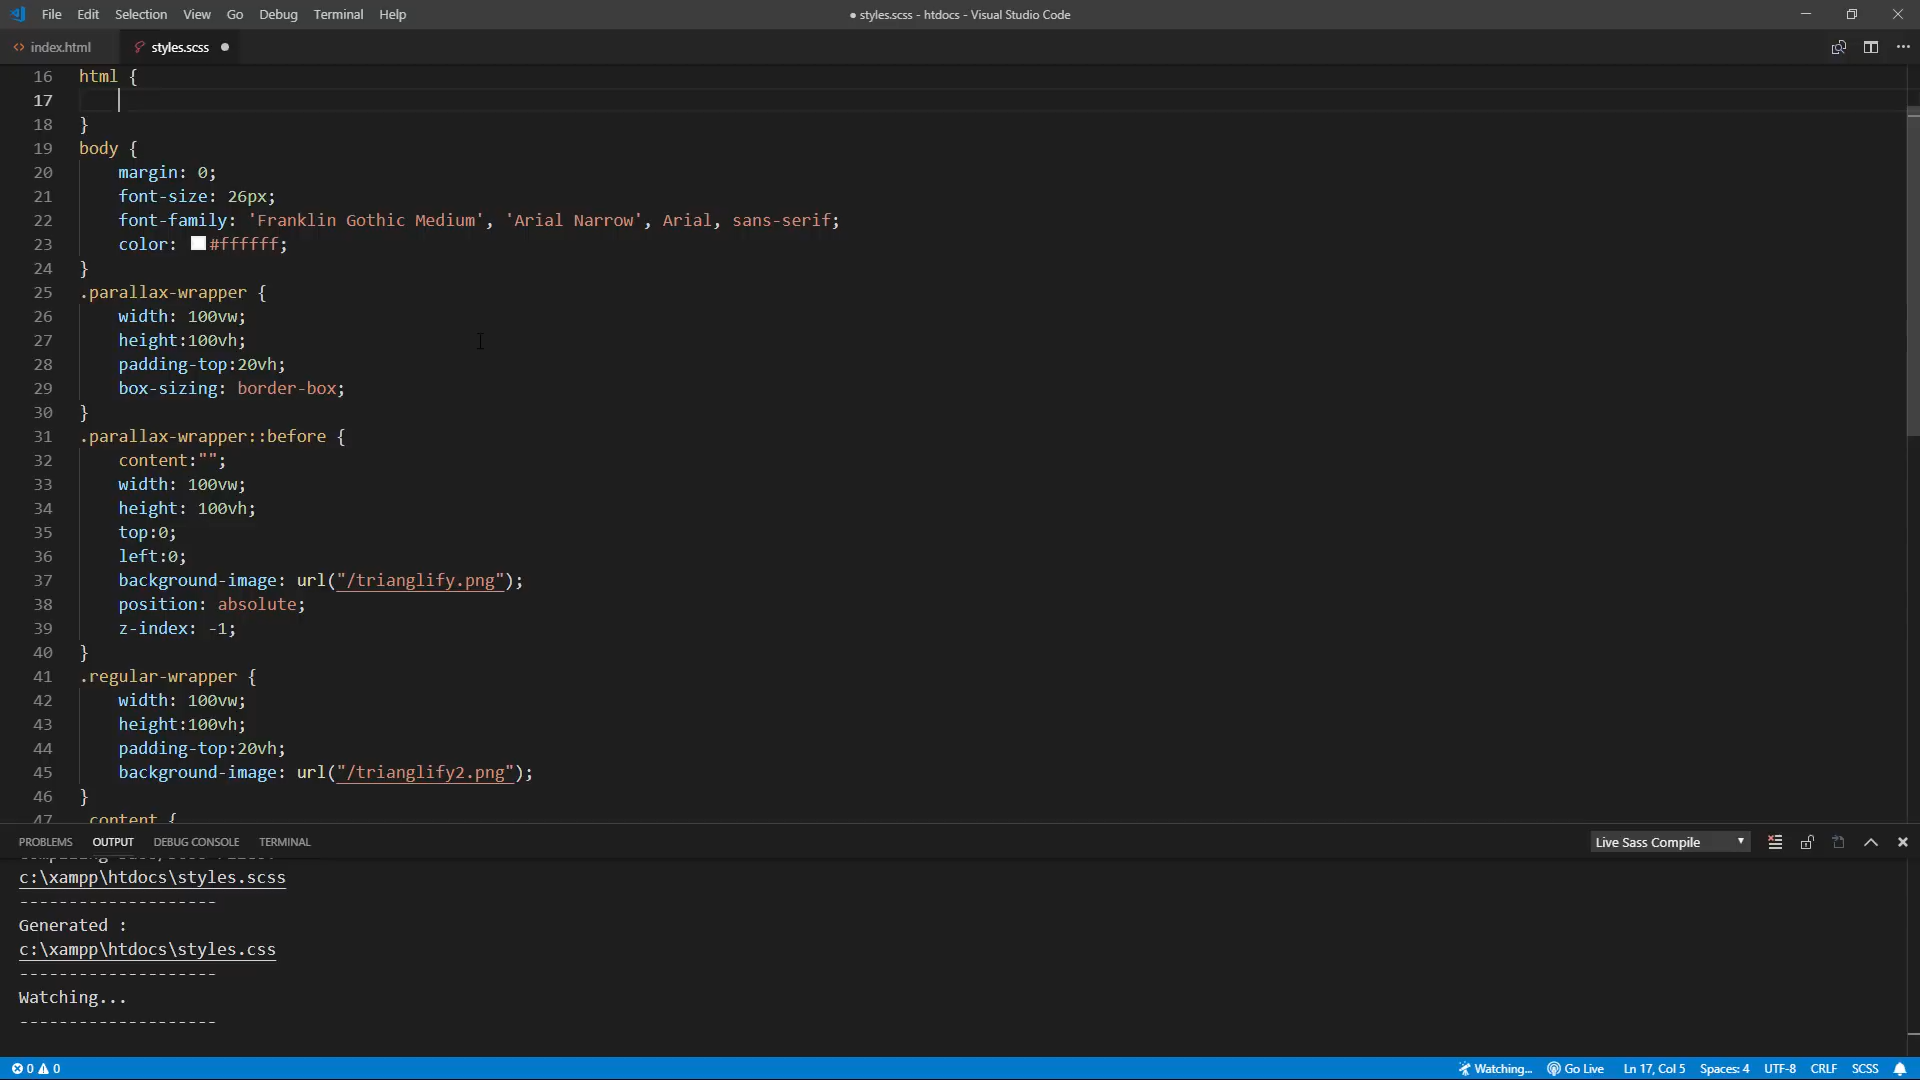 File Edit Selection View Go Debug Terminal Help
● styles.scss - htdocs - Visual Studio Code
index.html styles.scss
16 html {
17
18 }
19 body {
20 margin: 0;
21 font-size: 26px;
22 font-family: 'Franklin Gothic Medium', 'Arial Narrow', Arial, sans-serif;
23 color: #ffffff;
24 }
25 .parallax-wrapper {
26 width: 100vw;
27 height:100vh;
28 padding-top:20vh;
29 box-sizing: border-box;
30 }
31 .parallax-wrapper::before {
32 content:"";
33 width: 100vw;
34 height: 100vh;
35 top:0;
36 left:0;
37 background-image: url("/trianglify.png");
38 position: absolute;
39 z-index: -1;
40 }
41 .regular-wrapper {
42 width: 100vw;
43 height:100vh;
44 padding-top:20vh;
45 background-image: url("/trianglify2.png");
46 }
47 .content {
PROBLEMS OUTPUT DEBUG CONSOLE TERMINAL
Live Sass Compile
c:\xampp\htdocs\styles.scss
--------------------
Generated :
c:\xampp\htdocs\styles.css
--------------------
Watching...
--------------------
0 0
Watching... Go Live Ln 17, Col 5 Spaces: 4 UTF-8 CRLF SCSS